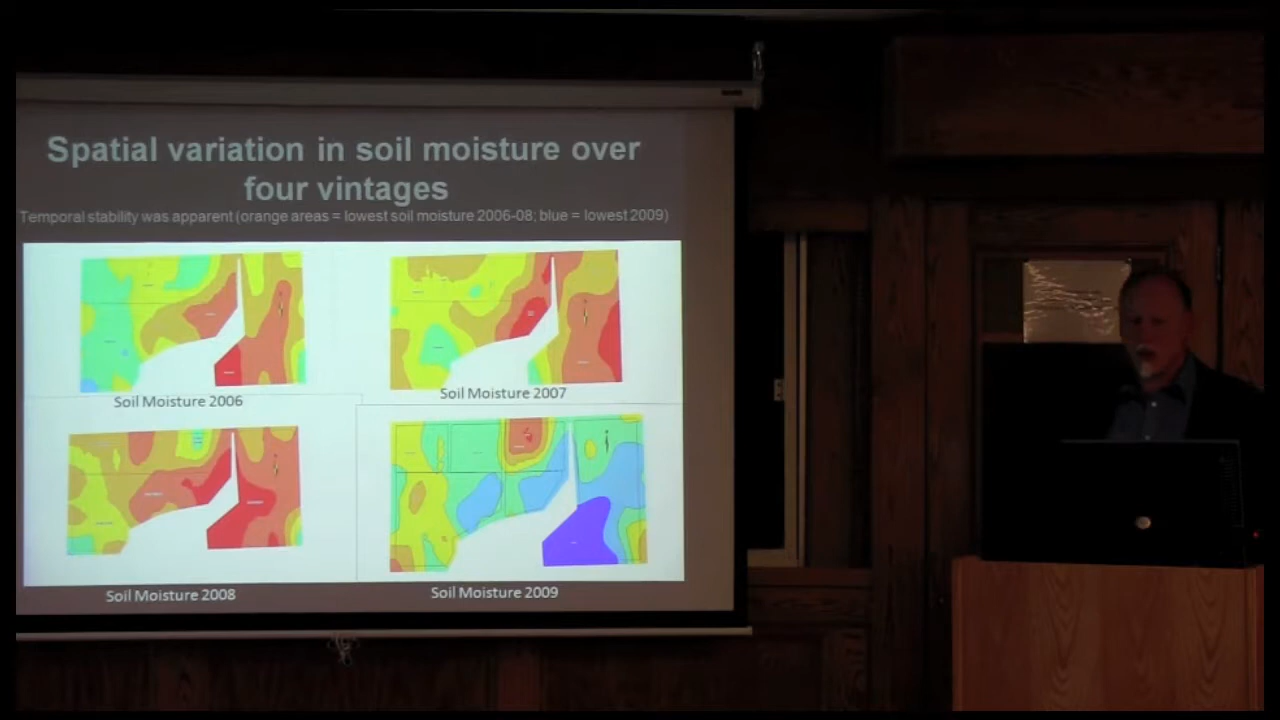 Spatial variation in soil moisture over
four vintages
Temporal stability was apparent (orange areas = lowest soil moisture 2006-08; blue = lowest 2009)
Soil Moisture 2006
Soil Moisture 2007
Soil Moisture 2008
Soil Moisture 2009